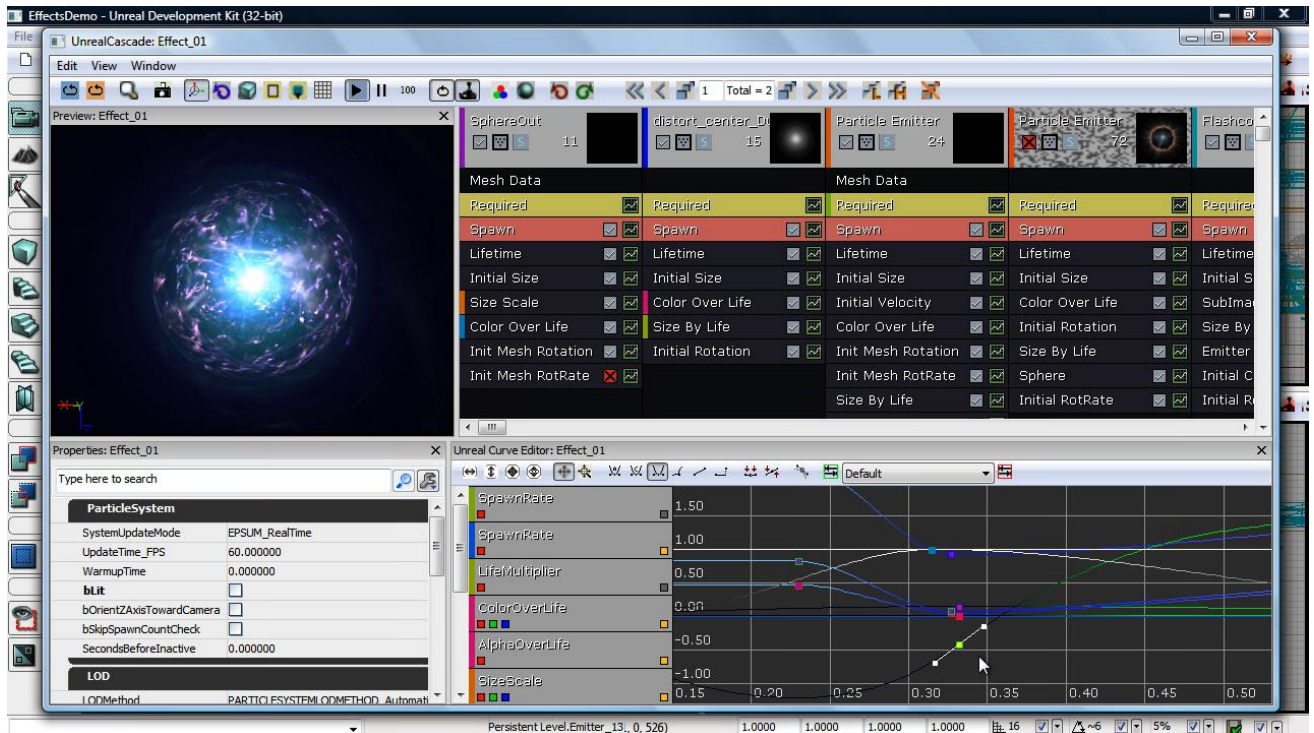 EffectsDemo - Unreal Development Kit (32-bit)
File
UnrealCascade: Effect_01
Edit View Window
100
1 Total = 2
Preview: Effect_01
SphereOut
11
Mesh Data
Required
Spawn
Lifetime
Initial Size
Size Scale
Color Over Life
Init Mesh Rotation
Init Mesh RotRate
distort_center_Du
15
Required
Spawn
Lifetime
Initial Size
Color Over Life
Size By Life
Initial Rotation
Particle Emitter
24
Mesh Data
Required
Spawn
Lifetime
Initial Size
Initial Velocity
Color Over Life
Init Mesh Rotation
Init Mesh RotRate
Size By Life
Particle Emitter
72
Required
Spawn
Lifetime
Initial Size
Color Over Life
Initial Rotation
Size By Life
Sphere
Initial RotRate
Flashco
Require
Spawn
Lifetime
Initial S
SubIma
Size By
Emitter
Initial C
Initial R
Properties: Effect_01
Type here to search
ParticleSystem
SystemUpdateMode EPSUM_RealTime
UpdateTime_FPS 60.000000
WarmupTime 0.000000
bLit
bOrientZAxisTowardCamera
bSkipSpawnCountCheck
SecondsBeforeInactive 0.000000
LOD
LODMethod PARTICLESYSTEMLODMETHOD_Automati
Unreal Curve Editor: Effect_01
Default
SpawnRate
SpawnRate
LifeMultiplier
ColorOverLife
AlphaOverLife
SizeScale
1.50
1.00
0.50
0.00
-0.50
-1.00
0.15 0.20 0.25 0.30 0.35 0.40 0.45 0.50
Persistent Level.Emitter_13 , 0, 526) 1.0000 1.0000 1.0000 1.0000 16 ~6 5%